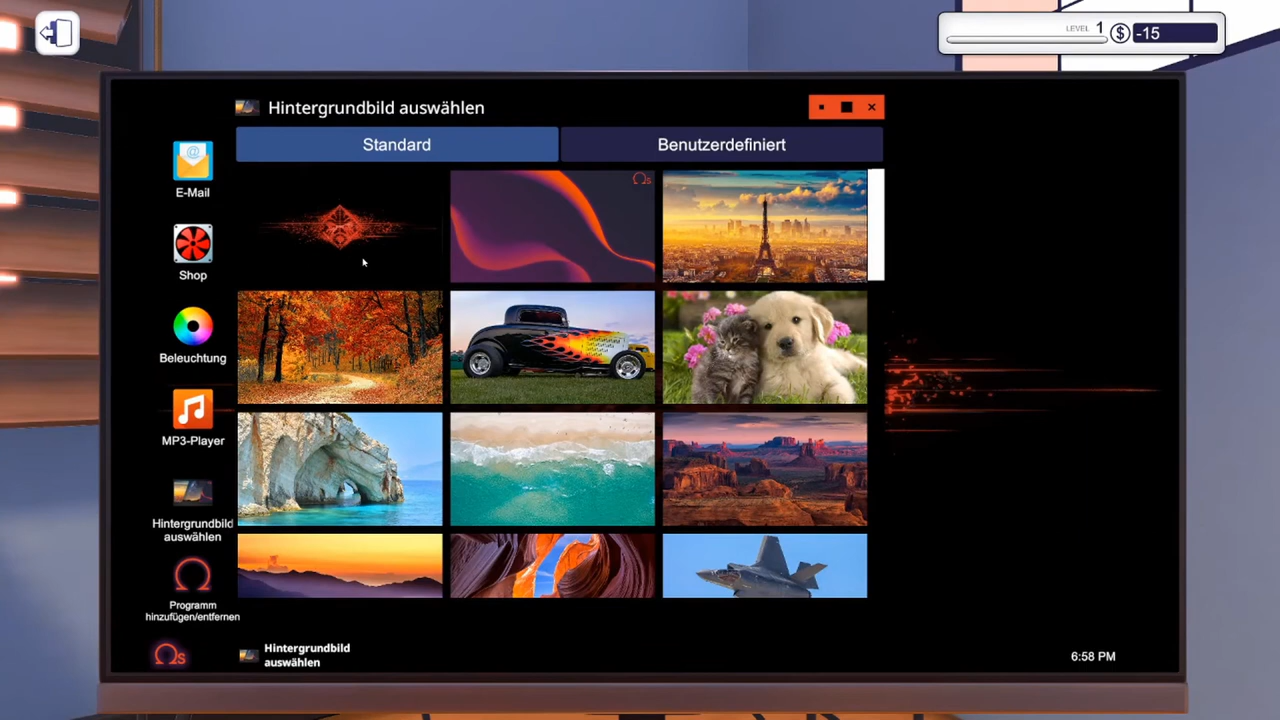 LEVEL 1 $ -15
Hintergrundbild auswählen
Standard
Benutzerdefiniert
E-Mail
Shop
Beleuchtung
MP3-Player
Hintergrundbild
auswählen
Programm
hinzufügen/entfernen
Ωs
Hintergrundbild
auswählen
6:58 PM